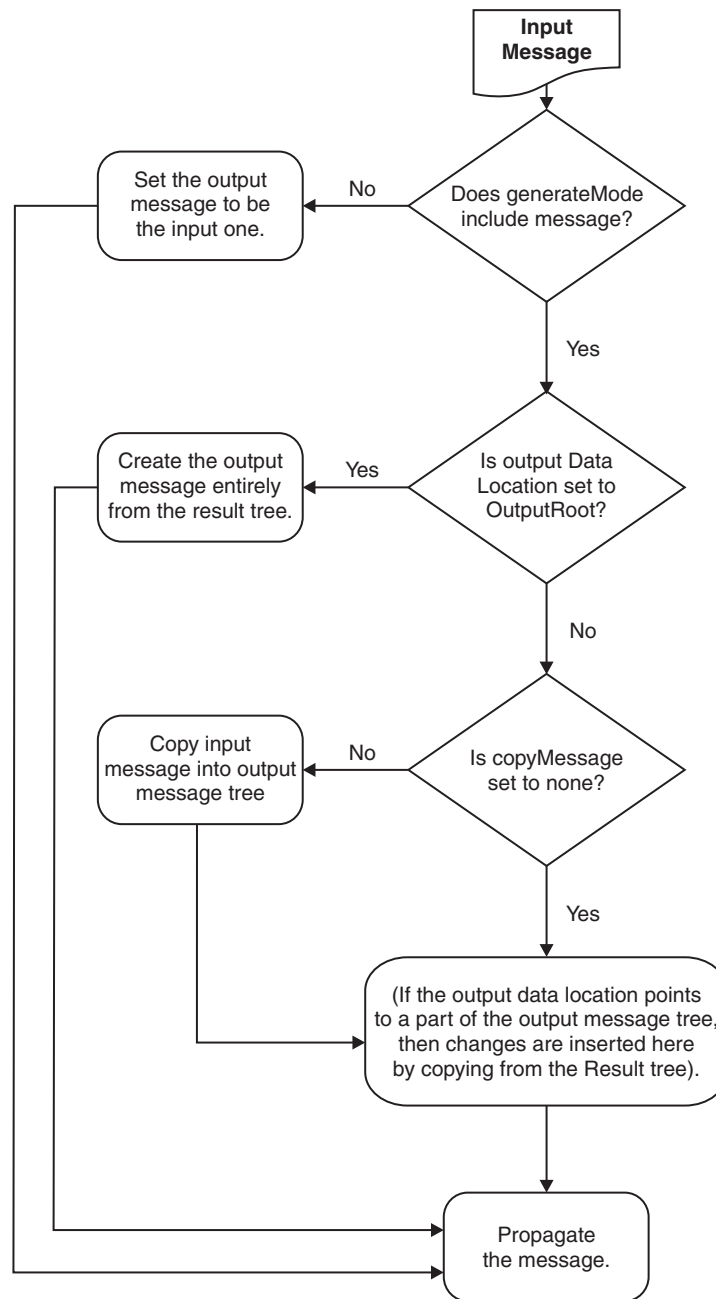 Input
Message
Does generateMode
include message?
No
Set the output
message to be
the input one.
Yes
Is output Data
Location set to
OutputRoot?
Yes
Create the output
message entirely
from the result tree.
No
Is copyMessage
set to none?
No
Copy input
message into output
message tree
Yes
(If the output data location points
to a part of the output message tree,
then changes are inserted here
by copying from the Result tree).
Propagate
the message.